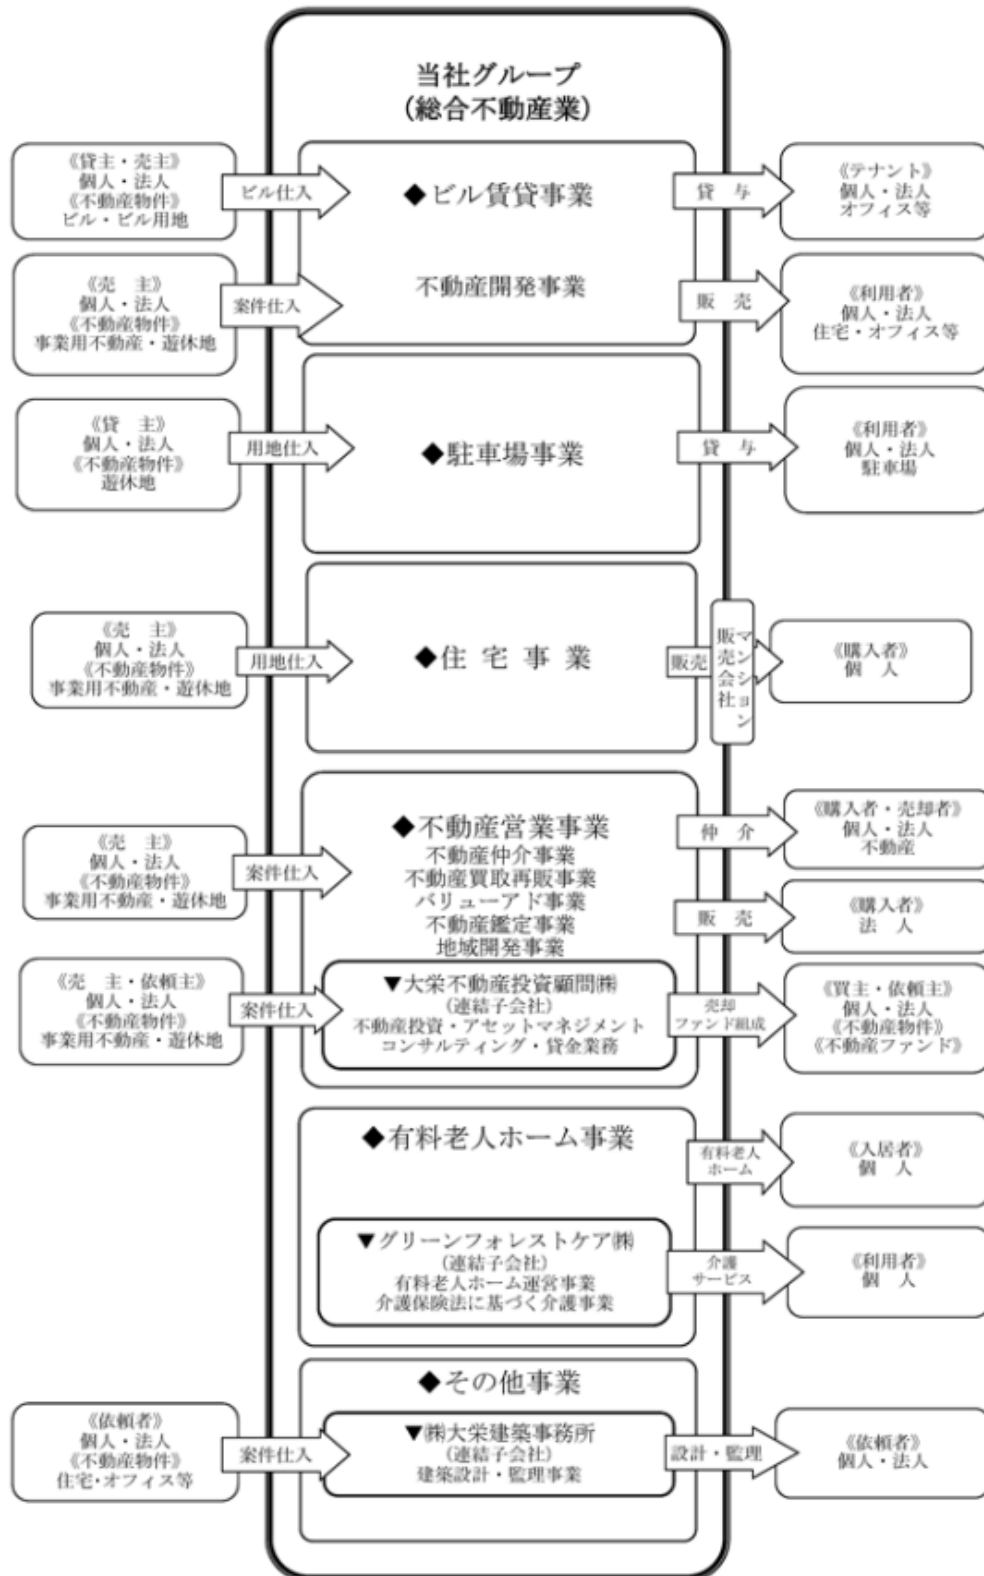 当社グループ
(総合不動産業)
《貸主・売主》
個人・法人
《不動産物件》
ビル・ビル用地
ビル仕入
◆ビル賃貸事業
貸 与
《テナント》
個人・法人
オフィス等
《売 主》
個人・法人
《不動産物件》
事業用不動産・遊休地
案件仕入
不動産開発事業
販 売
《利用者》
個人・法人
住宅・オフィス等
《貸 主》
個人・法人
《不動産物件》
遊休地
用地仕入
◆駐車場事業
貸 与
《利用者》
個人・法人
駐車場
《売 主》
個人・法人
《不動産物件》
事業用不動産・遊休地
用地仕入
◆住 宅 事 業
販売
マンション
販売会社
《購入者》
個 人
《売 主》
個人・法人
《不動産物件》
事業用不動産・遊休地
案件仕入
◆不動産営業事業
不動産仲介事業
不動産買取再販事業
バリューアド事業
不動産鑑定事業
地域開発事業
仲 介
《購入者・売却者》
個人・法人
不動産
販 売
《購入者》
法 人
《売 主・依頼主》
個人・法人
《不動産物件》
事業用不動産・遊休地
案件仕入
▼大栄不動産投資顧問㈱
(連結子会社)
不動産投資・アセットマネジメント
コンサルティング・貸金業務
売却
ファンド組成
《買主・依頼主》
個人・法人
《不動産物件》
《不動産ファンド》
◆有料老人ホーム事業
有料老人
ホーム
《入居者》
個 人
▼グリーンフォレストケア㈱
(連結子会社)
有料老人ホーム運営事業
介護保険法に基づく介護事業
介護
サービス
《利用者》
個 人
◆その他事業
《依頼者》
個人・法人
《不動産物件》
住宅・オフィス等
案件仕入
▼㈱大栄建築事務所
(連結子会社)
建築設計・監理事業
設計・監理
《依頼者》
個人・法人